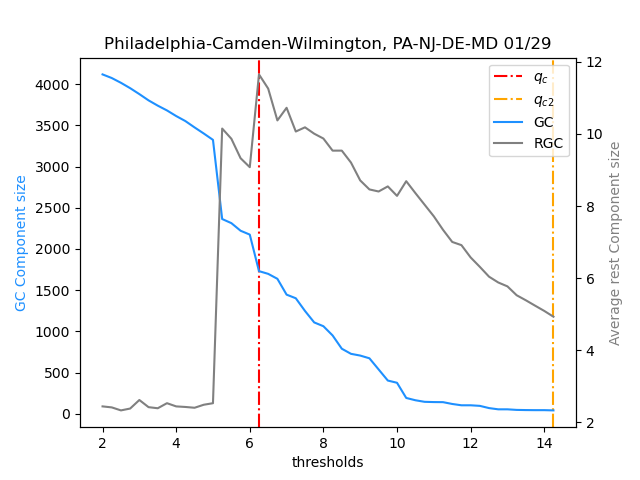 Philadelphia-Camden-Wilmington, PA-NJ-DE-MD 01/29
4000
3500
3000
2500
2000
1500
1000
500
0
GC Component size
12
10
8
6
4
2
Average rest Component size
q_c
q_c2
GC
RGC
2 4 6 8 10 12 14
thresholds